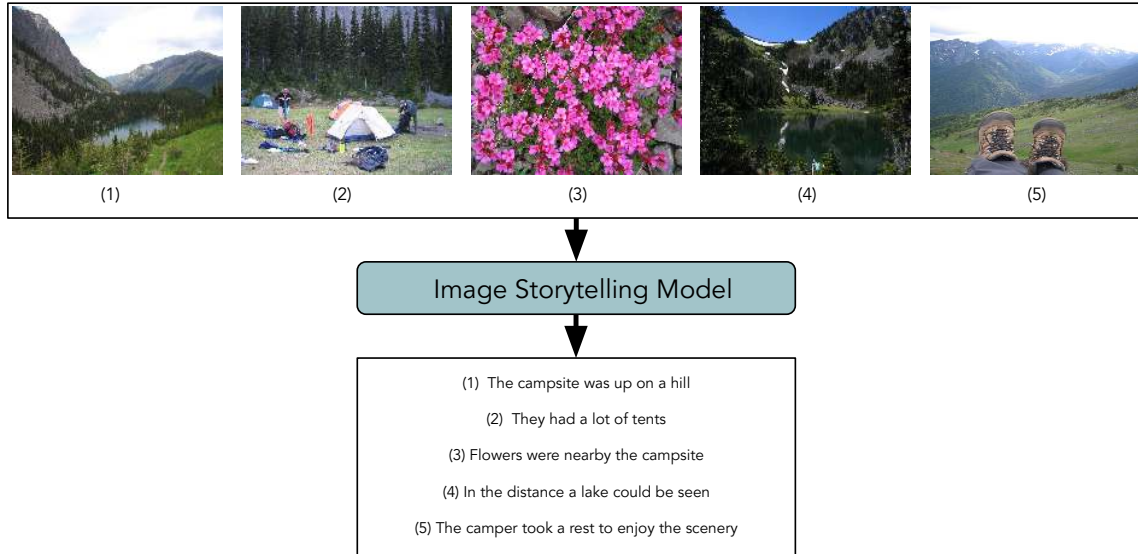 (1)
(2)
(3)
(4)
(5)
Image Storytelling Model
(1) The campsite was up on a hill
(2) They had a lot of tents
(3) Flowers were nearby the campsite
(4) In the distance a lake could be seen
(5) The camper took a rest to enjoy the scenery